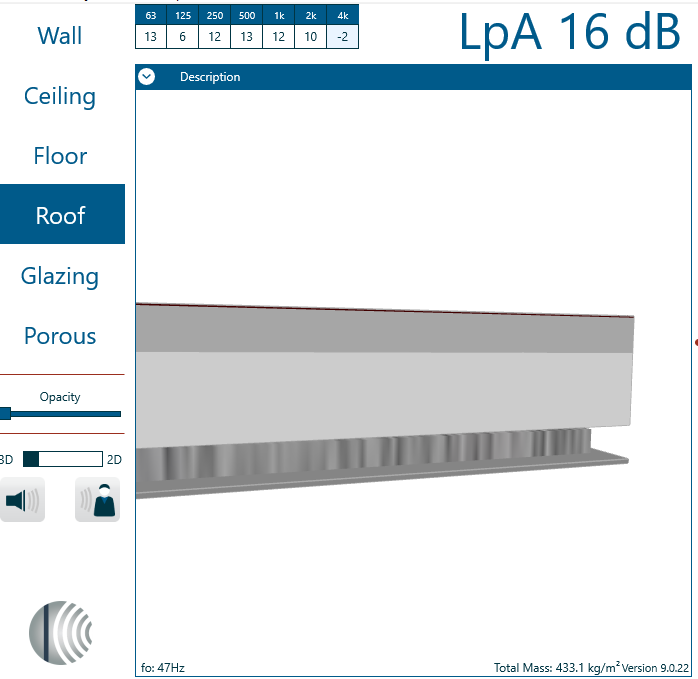 63 125 250 500 1k 2k 4k
13 6 12 13 12 10 -2
LpA 16 dB
Description
Wall
Ceiling
Floor
Roof
Glazing
Porous
Opacity
3D 2D
fo: 47Hz
Total Mass: 433.1 kg/m² Version 9.0.22